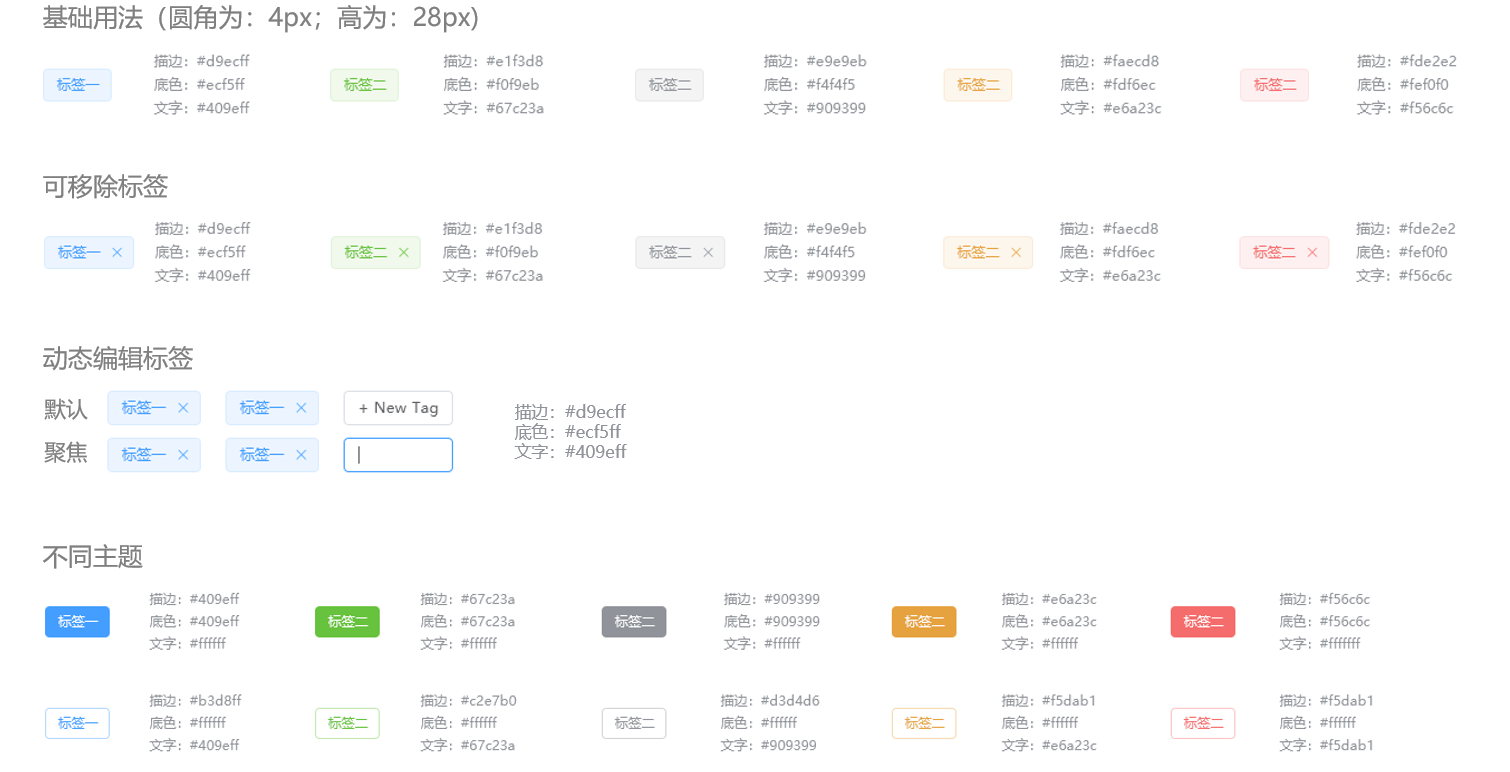 基础用法（圆角为：4px；高为：28px)
标签一
描边：#d9ecff
底色：#ecf5ff
文字：#409eff
标签二
描边：#e1f3d8
底色：#f0f9eb
文字：#67c23a
标签二
描边：#e9e9eb
底色：#f4f4f5
文字：#909399
标签二
描边：#faecd8
底色：#fdf6ec
文字：#e6a23c
标签二
描边：#fde2e2
底色：#fef0f0
文字：#f56c6c
可移除标签
标签一 ×
描边：#d9ecff
底色：#ecf5ff
文字：#409eff
标签二 ×
描边：#e1f3d8
底色：#f0f9eb
文字：#67c23a
标签二 ×
描边：#e9e9eb
底色：#f4f4f5
文字：#909399
标签二 ×
描边：#faecd8
底色：#fdf6ec
文字：#e6a23c
标签二 ×
描边：#fde2e2
底色：#fef0f0
文字：#f56c6c
动态编辑标签
默认 标签一 × 标签一 × + New Tag
聚焦 标签一 × 标签一 ×
描边：#d9ecff
底色：#ecf5ff
文字：#409eff
不同主题
标签一
描边：#409eff
底色：#409eff
文字：#ffffff
标签二
描边：#67c23a
底色：#67c23a
文字：#ffffff
标签二
描边：#909399
底色：#909399
文字：#ffffff
标签二
描边：#e6a23c
底色：#e6a23c
文字：#ffffff
标签二
描边：#f56c6c
底色：#f56c6c
文字：#fffffff
标签一
描边：#b3d8ff
底色：#ffffff
文字：#409eff
标签二
描边：#c2e7b0
底色：#ffffff
文字：#67c23a
标签二
描边：#d3d4d6
底色：#ffffff
文字：#909399
标签二
描边：#f5dab1
底色：#ffffff
文字：#e6a23c
标签二
描边：#f5dab1
底色：#ffffff
文字：#f5dab1